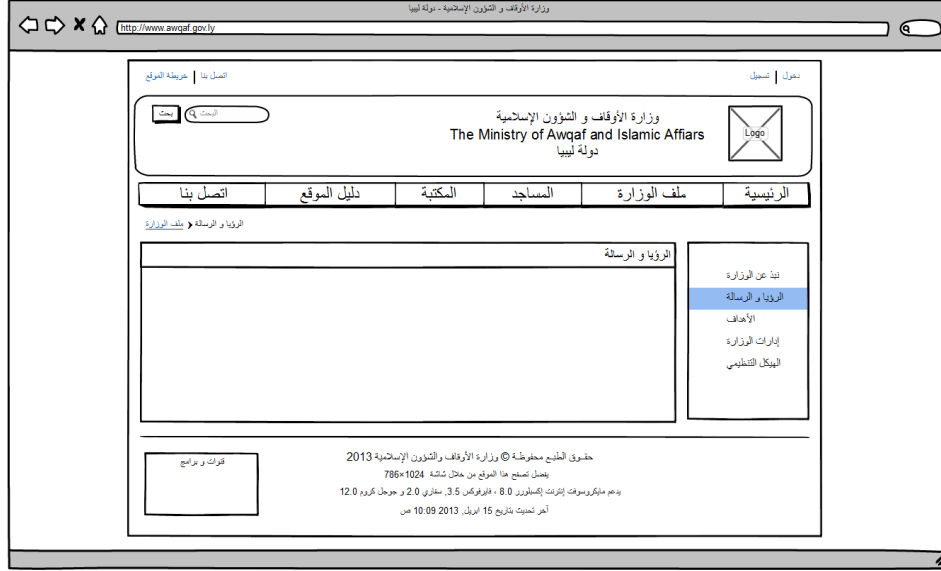 وزارة الأوقاف و الشؤون الإسلامية - دولة ليبيا
http://www.awqaf.gov.ly
دخول | تسجيل
اتصل بنا | خريطة الموقع
وزارة الأوقاف و الشؤون الإسلامية
The Ministry of Awqaf and Islamic Affiars
دولة ليبيا
Logo
البحث
بحث
الرئيسية
ملف الوزارة
المساجد
المكتبة
دليل الموقع
اتصل بنا
ملف الوزارة
الرؤيا و الرسالة
الرؤيا و الرسالة
نبذ عن الوزارة
الرؤيا و الرسالة
الأهداف
إدارات الوزارة
الهيكل التنظيمي
حقـوق الطبـع محفوظـة © وزارة الأوقاف والشؤون الإسلامية 2013
يفضل تصفح هذا الموقع من خلال شاشة 1024×786
يدعم مايكروسوفت إنترنت إكسبلورر 8.0 ، فايرفوكس 3.5, سفاري 2.0 و جوجل كروم 12.0
آخر تحديث بتاريخ 15 ابريل, 2013 10:09 ص
قنوات و برامج